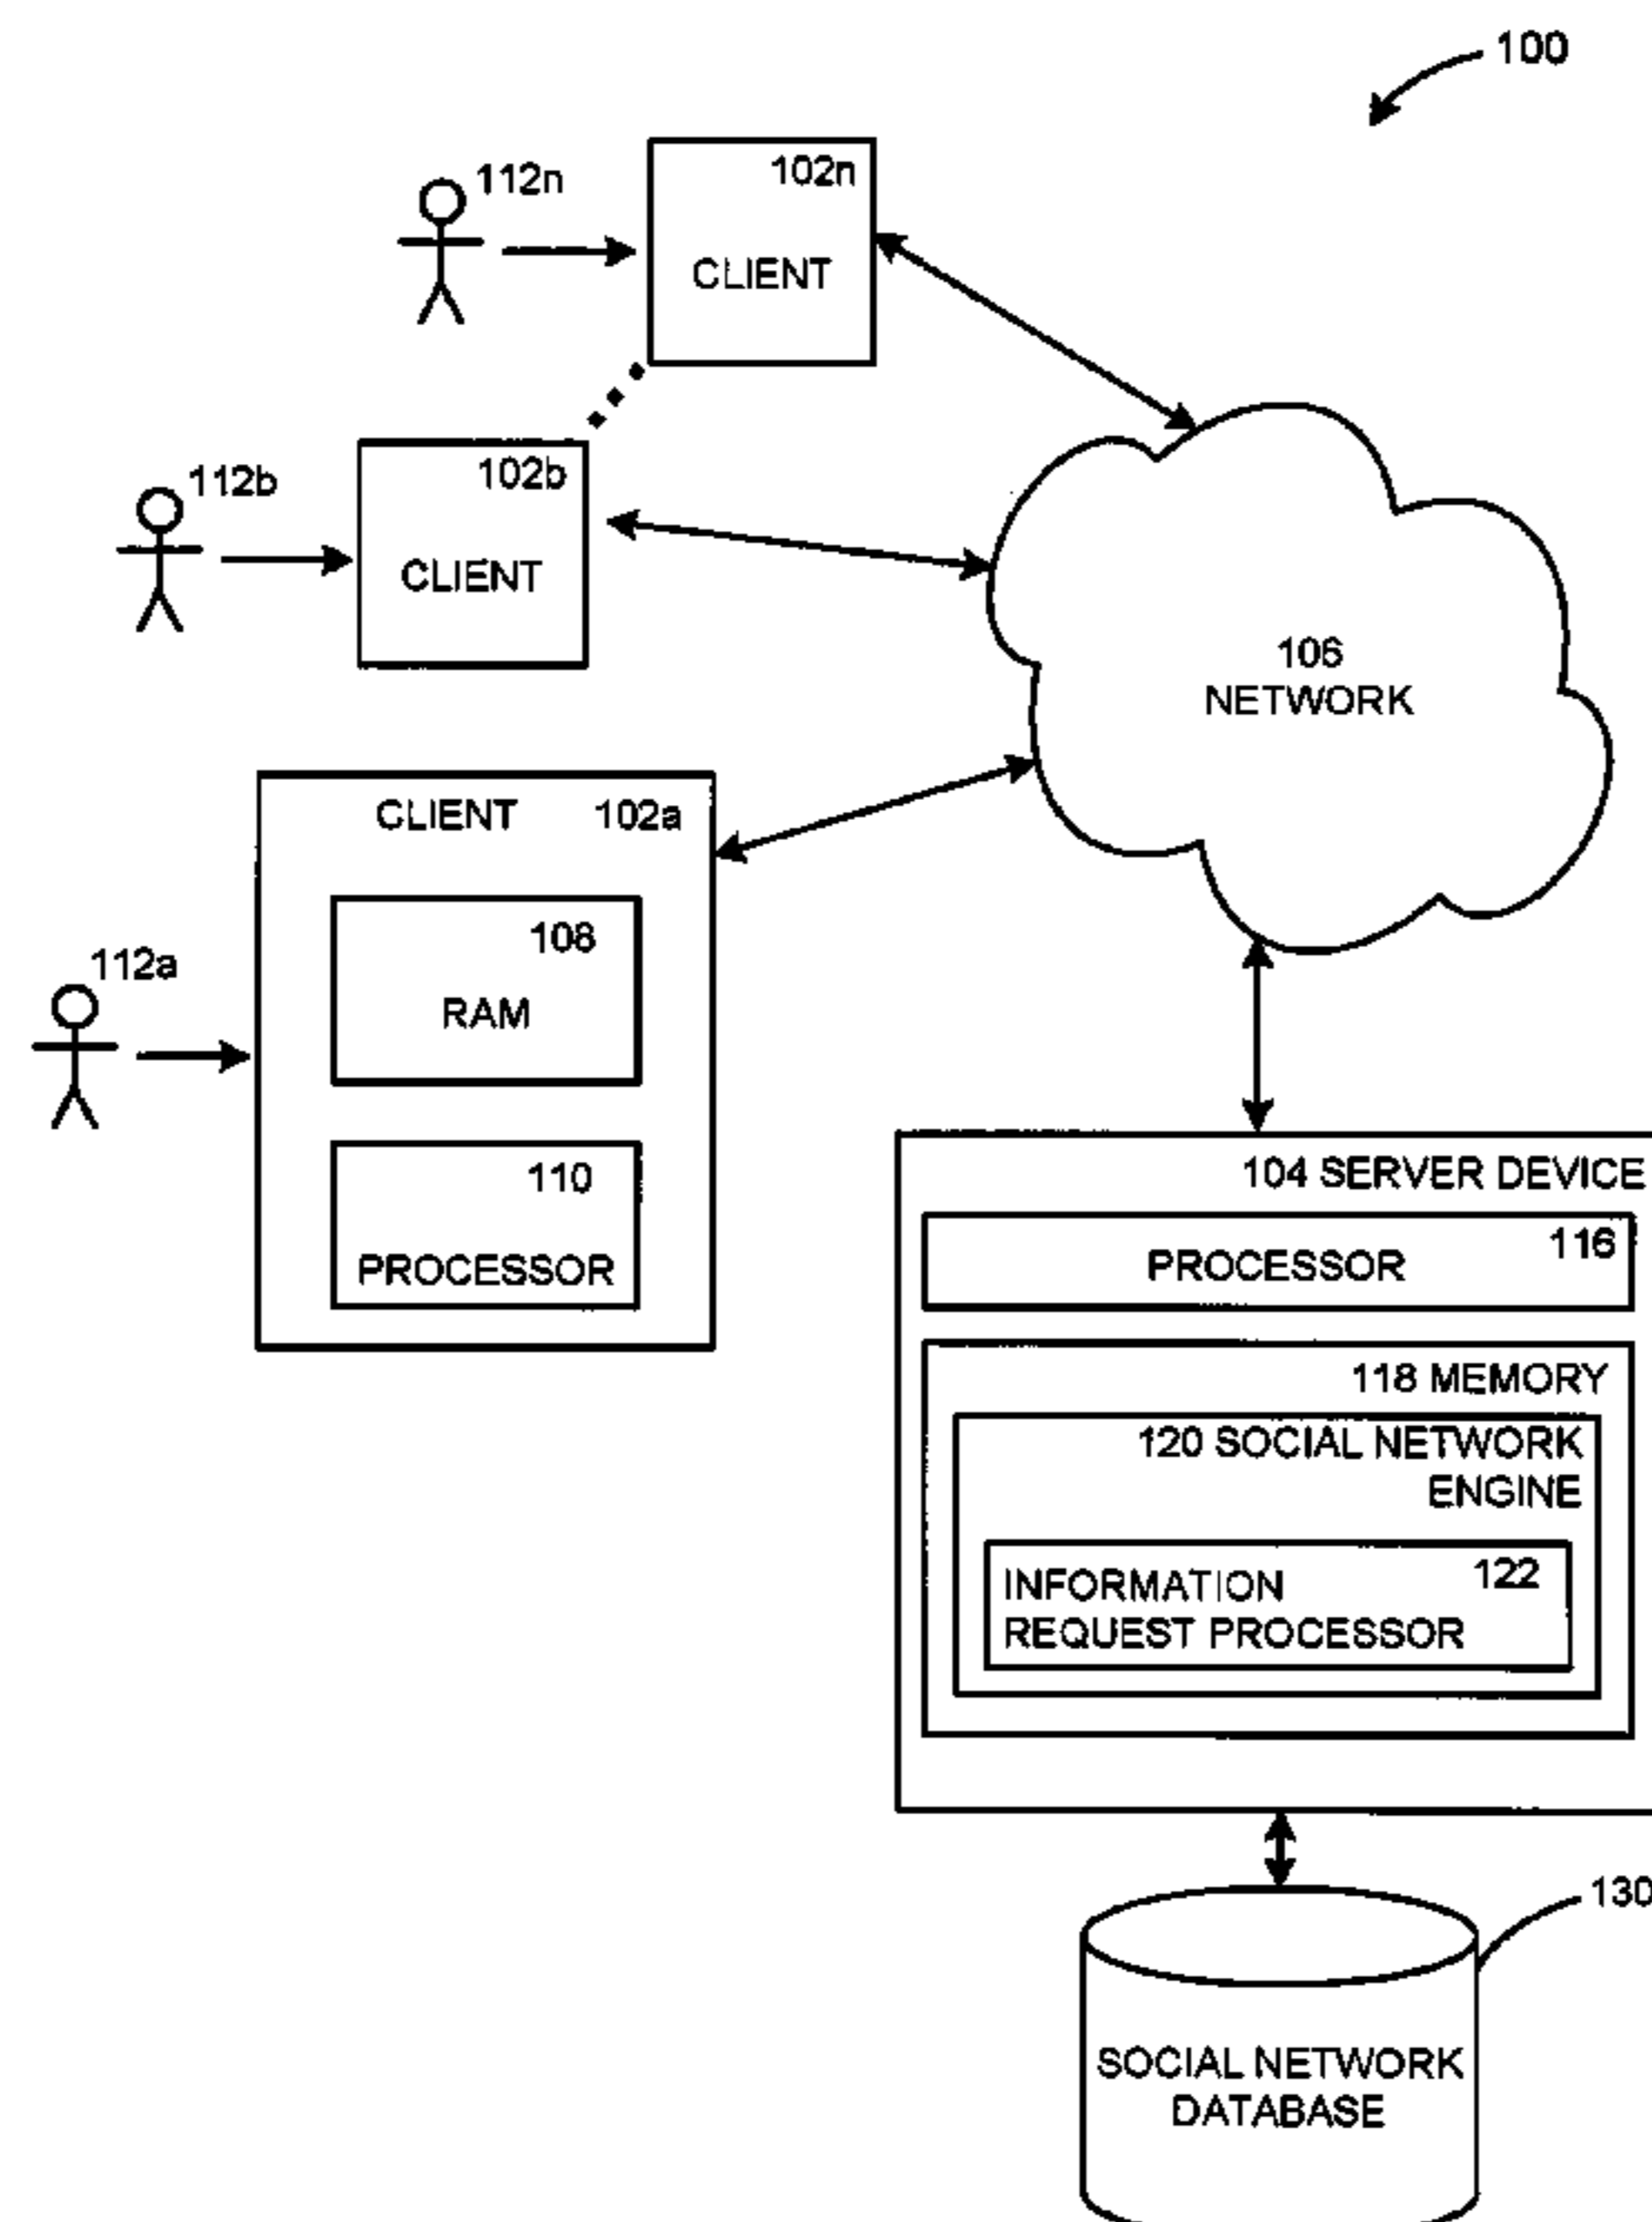 100
112n
102n
CLIENT
112b
102b
CLIENT
106
NETWORK
CLIENT 102a
108
RAM
112a
110
PROCESSOR
104 SERVER DEVICE
116
PROCESSOR
118 MEMORY
120 SOCIAL NETWORK
ENGINE
122
INFORMATION
REQUEST PROCESSOR
130
SOCIAL NETWORK
DATABASE